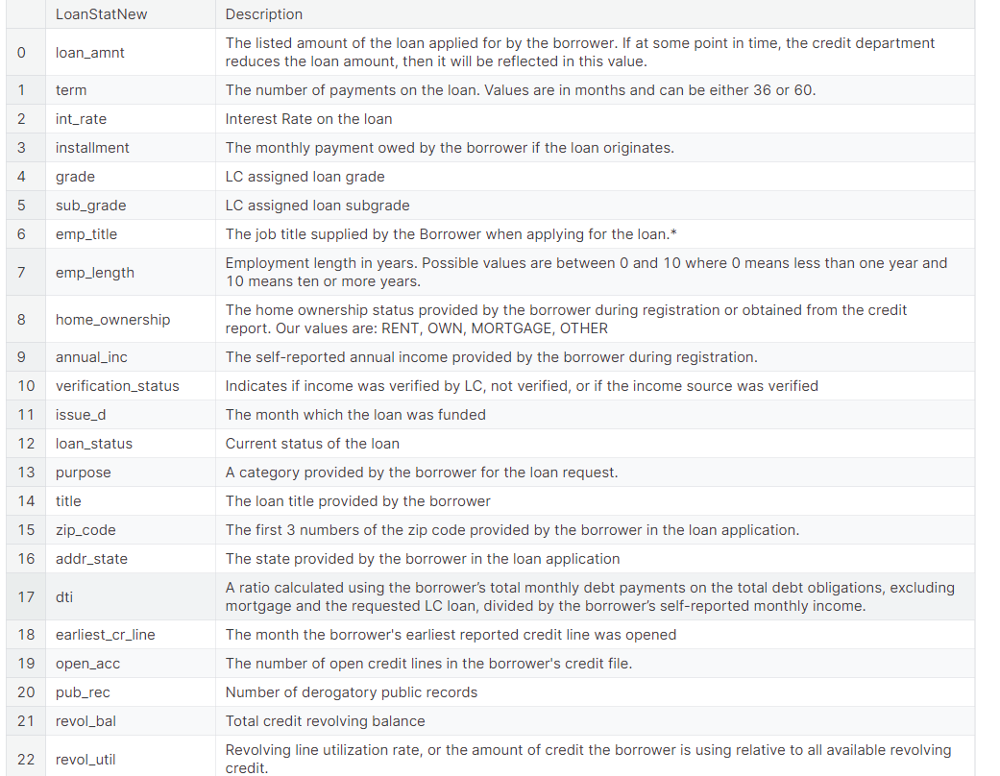 LoanStatNew Description
0 loan_amnt The listed amount of the loan applied for by the borrower. If at some point in time, the credit department
reduces the loan amount, then it will be reflected in this value.
1 term The number of payments on the loan. Values are in months and can be either 36 or 60.
2 int_rate Interest Rate on the loan
3 installment The monthly payment owed by the borrower if the loan originates.
4 grade LC assigned loan grade
5 sub_grade LC assigned loan subgrade
6 emp_title The job title supplied by the Borrower when applying for the loan.*
7 emp_length Employment length in years. Possible values are between 0 and 10 where 0 means less than one year and
10 means ten or more years.
8 home_ownership The home ownership status provided by the borrower during registration or obtained from the credit
report. Our values are: RENT, OWN, MORTGAGE, OTHER
9 annual_inc The self-reported annual income provided by the borrower during registration.
10 verification_status Indicates if income was verified by LC, not verified, or if the income source was verified
11 issue_d The month which the loan was funded
12 loan_status Current status of the loan
13 purpose A category provided by the borrower for the loan request.
14 title The loan title provided by the borrower
15 zip_code The first 3 numbers of the zip code provided by the borrower in the loan application.
16 addr_state The state provided by the borrower in the loan application
17 dti A ratio calculated using the borrower’s total monthly debt payments on the total debt obligations, excluding
mortgage and the requested LC loan, divided by the borrower’s self-reported monthly income.
18 earliest_cr_line The month the borrower's earliest reported credit line was opened
19 open_acc The number of open credit lines in the borrower's credit file.
20 pub_rec Number of derogatory public records
21 revol_bal Total credit revolving balance
22 revol_util Revolving line utilization rate, or the amount of credit the borrower is using relative to all available revolving
credit.